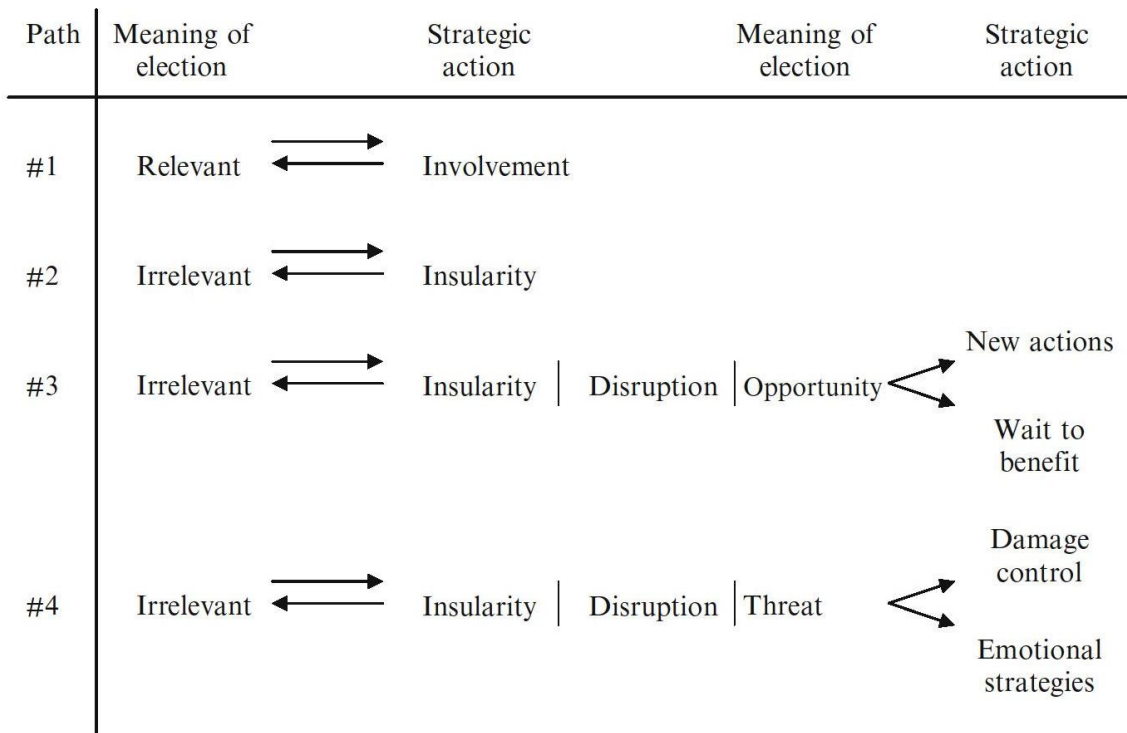 Path Meaning of Strategic Meaning of Strategic
election action election action
#1 Relevant Involvement
#2 Irrelevant Insularity
New actions
#3 Irrelevant Insularity Disruption Opportunity
Wait to
benefit
Damage
control
#4 Irrelevant Insularity Disruption Threat
Emotional
strategies